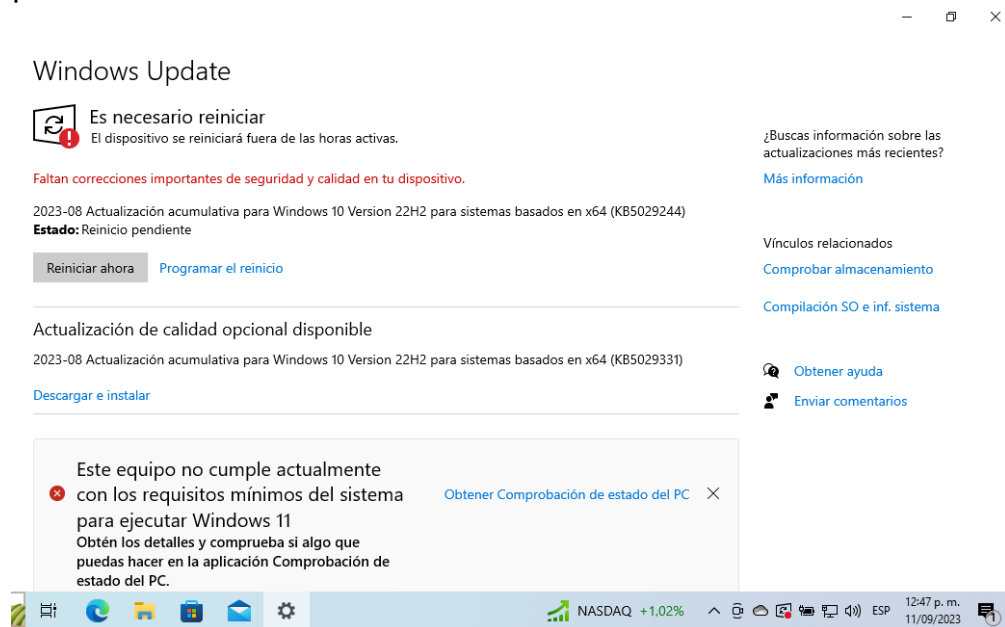 Windows Update
Es necesario reiniciar
El dispositivo se reiniciará fuera de las horas activas.
Faltan correcciones importantes de seguridad y calidad en tu dispositivo.
2023-08 Actualización acumulativa para Windows 10 Version 22H2 para sistemas basados en x64 (KB5029244)
Estado: Reinicio pendiente
Reiniciar ahora Programar el reinicio
Actualización de calidad opcional disponible
2023-08 Actualización acumulativa para Windows 10 Version 22H2 para sistemas basados en x64 (KB5029331)
Descargar e instalar
Este equipo no cumple actualmente
con los requisitos mínimos del sistema
para ejecutar Windows 11
Obtén los detalles y comprueba si algo que
puedas hacer en la aplicación Comprobación de
estado del PC.
Obtener Comprobación de estado del PC
¿Buscas información sobre las
actualizaciones más recientes?
Más información
Vínculos relacionados
Comprobar almacenamiento
Compilación SO e inf. sistema
Obtener ayuda
Enviar comentarios
NASDAQ +1,02%
ESP
12:47 p. m.
11/09/2023
1